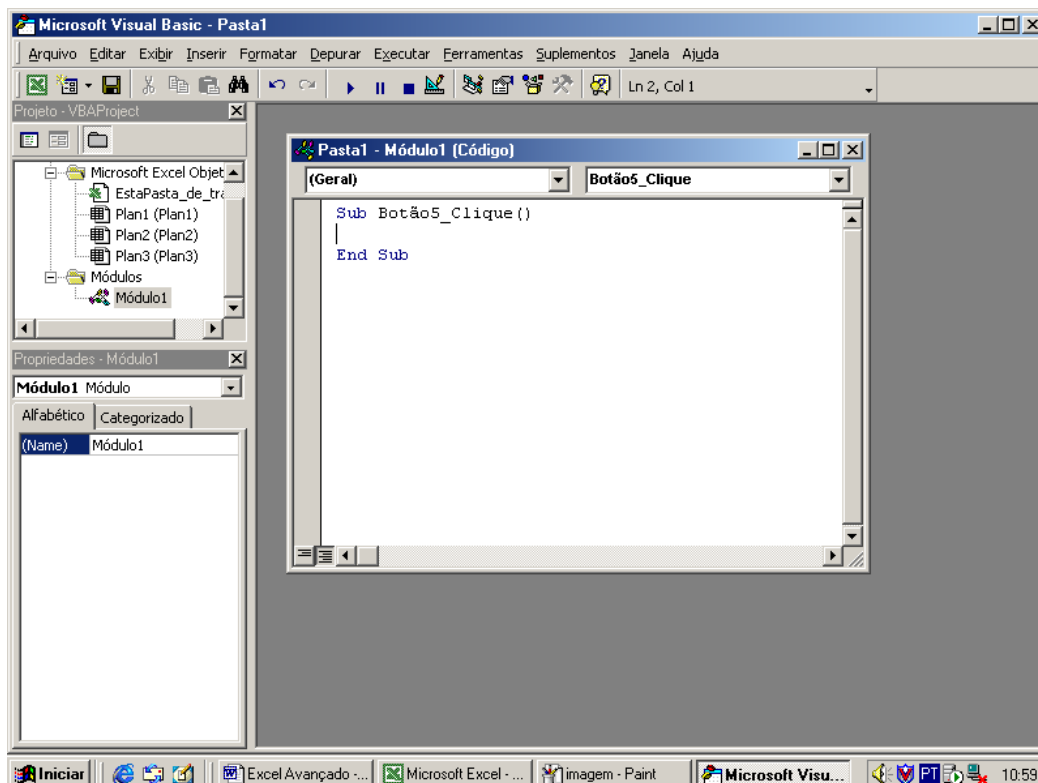 Microsoft Visual Basic - Pasta1
Arquivo Editar Exibir Inserir Formatar Depurar Executar Ferramentas Suplementos Janela Ajuda
Ln 2, Col 1
Projeto - VBAProject
Microsoft Excel Objet
EstaPasta_de_tra
Plan1 (Plan1)
Plan2 (Plan2)
Plan3 (Plan3)
Módulos
Módulo1
Propriedades - Módulo1
Módulo1 Módulo
Alfabético Categorizado
(Name) Módulo1
Pasta1 - Módulo1 (Código)
(Geral) Botão5_Clique
Sub Botão5_Clique()
End Sub
Iniciar Excel Avançado -... Microsoft Excel - ... imagem - Paint Microsoft Visu... PT 10:59